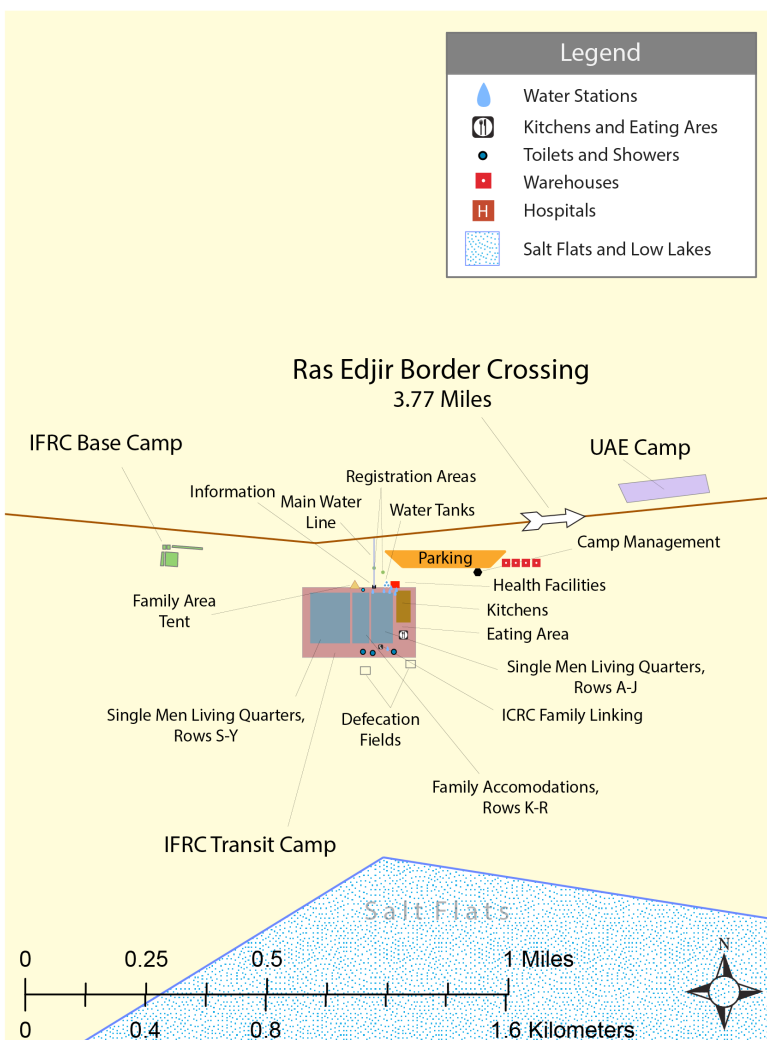 Legend
Water Stations
Kitchens and Eating Ares
Toilets and Showers
Warehouses
H Hospitals
Salt Flats and Low Lakes
Ras Edjir Border Crossing
3.77 Miles
IFRC Base Camp
UAE Camp
Registration Areas
Information
Main Water
Line
Water Tanks
Camp Management
Parking
Health Facilities
Family Area
Tent
Kitchens
Eating Area
Single Men Living Quarters,
Rows A-J
Single Men Living Quarters,
Rows S-Y
Defecation
Fields
ICRC Family Linking
Family Accomodations,
Rows K-R
IFRC Transit Camp
Salt Flats
N
0 0.25 0.5 1 Miles
0 0.4 0.8 1.6 Kilometers